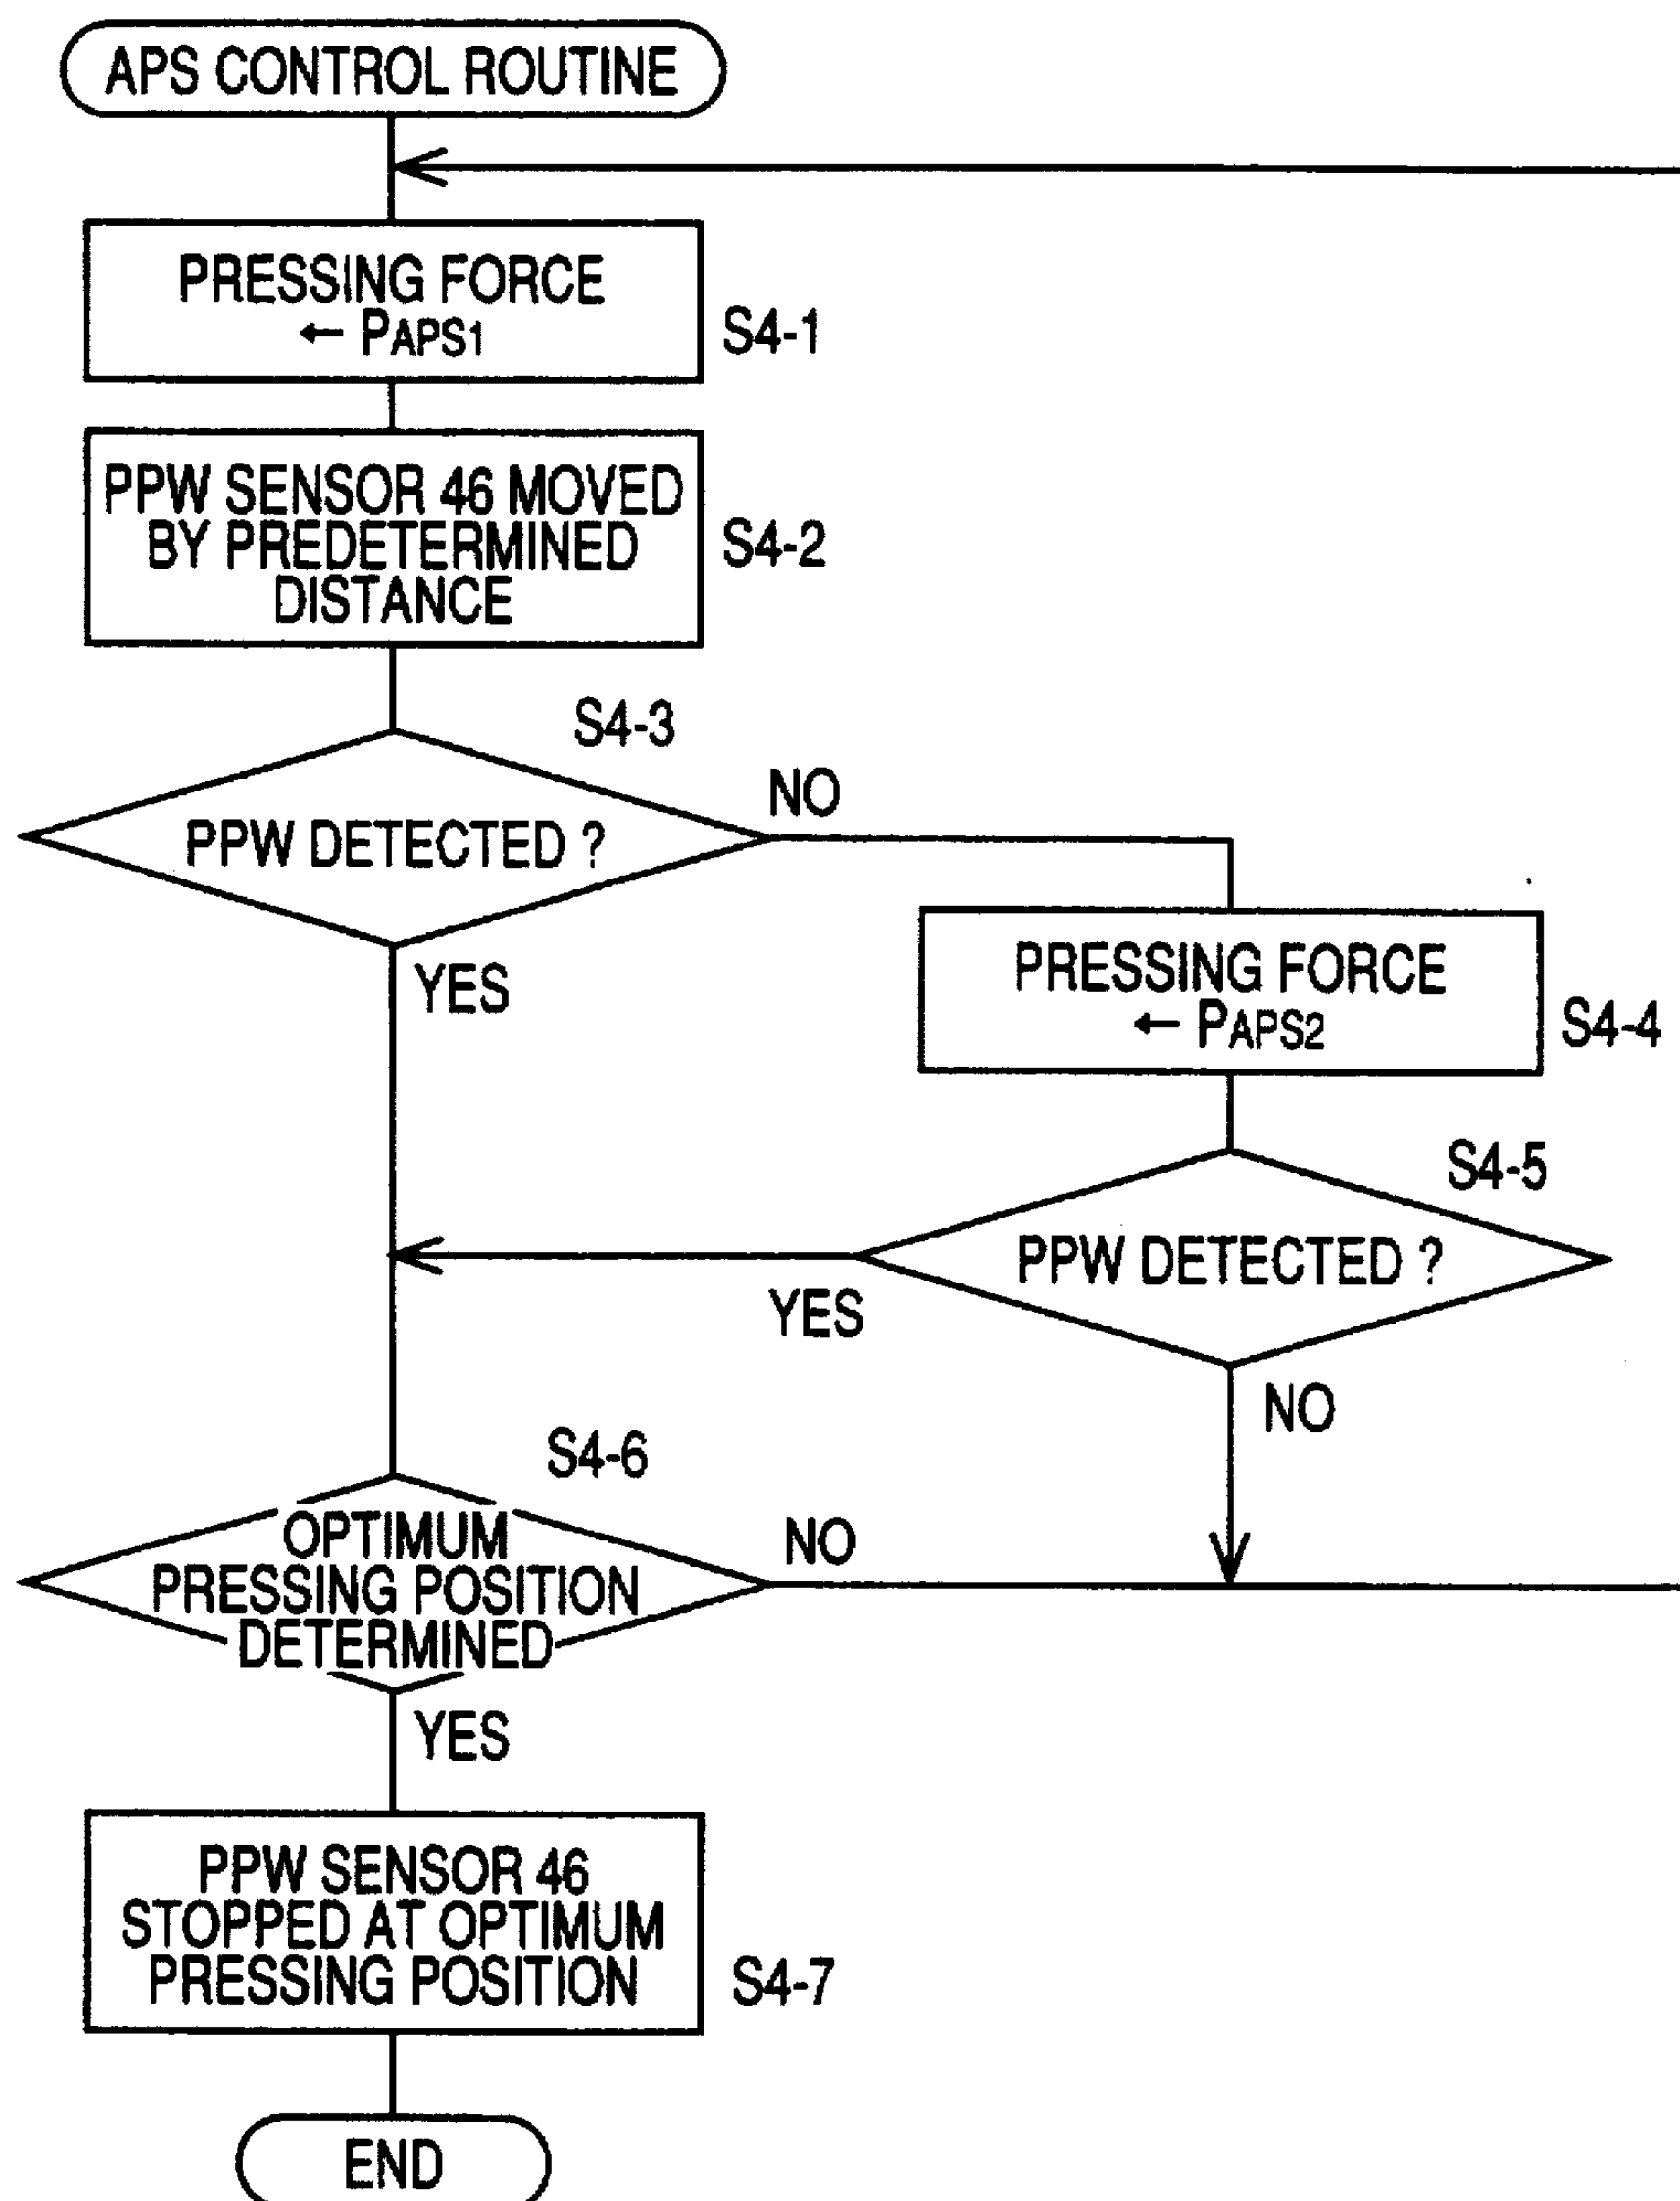 APS CONTROL ROUTINE
PRESSING FORCE
← PAPS1
S4-1
PPW SENSOR 46 MOVED
BY PREDETERMINED
DISTANCE
S4-2
S4-3
PPW DETECTED ?
NO
YES
PRESSING FORCE
← PAPS2
S4-4
S4-5
PPW DETECTED ?
YES
NO
S4-6
OPTIMUM
PRESSING POSITION
DETERMINED
NO
YES
PPW SENSOR 46
STOPPED AT OPTIMUM
PRESSING POSITION
S4-7
END